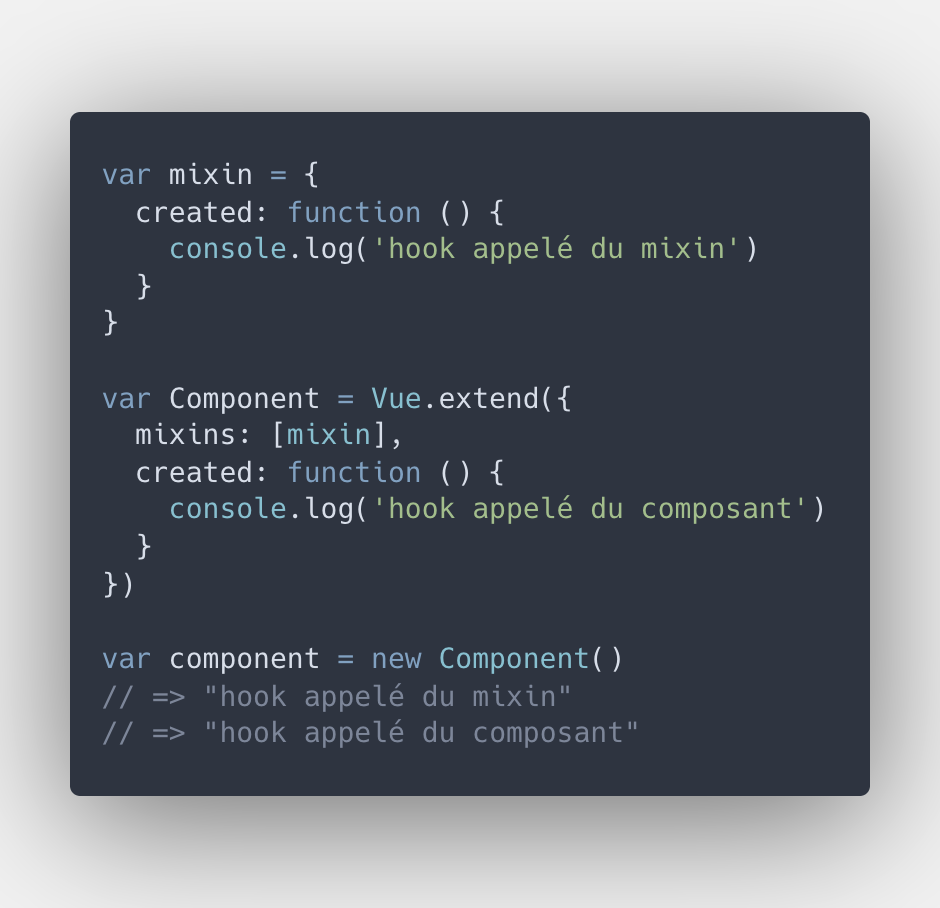 var mixin = {
  created: function () {
    console.log('hook appelé du mixin')
  }
}

var Component = Vue.extend({
  mixins: [mixin],
  created: function () {
    console.log('hook appelé du composant')
  }
})

var component = new Component()
// => "hook appelé du mixin"
// => "hook appelé du composant"